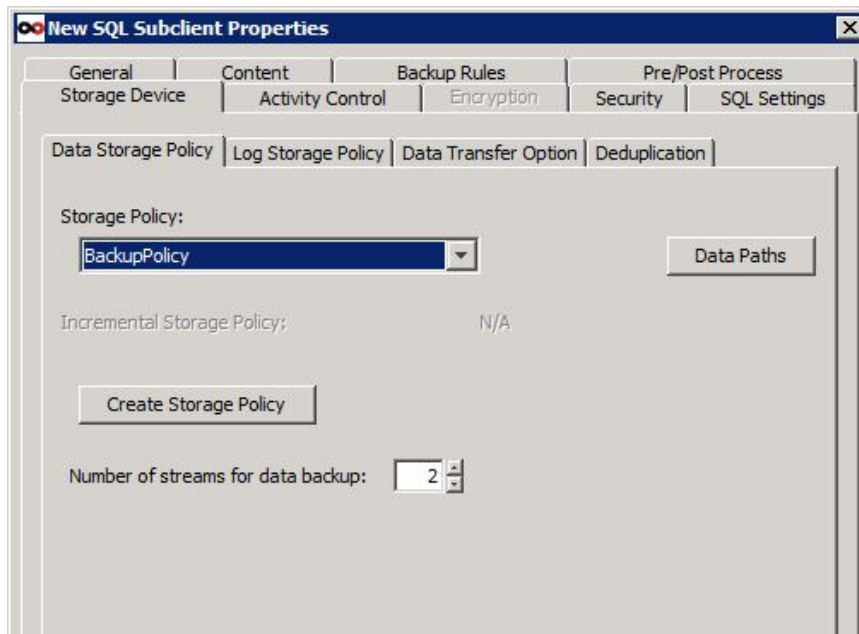 New SQL Subclient Properties
General Content Backup Rules Pre/Post Process
Storage Device Activity Control Encryption Security SQL Settings
Data Storage Policy Log Storage Policy Data Transfer Option Deduplication
Storage Policy:
BackupPolicy Data Paths
Incremental Storage Policy: N/A
Create Storage Policy
Number of streams for data backup: 2